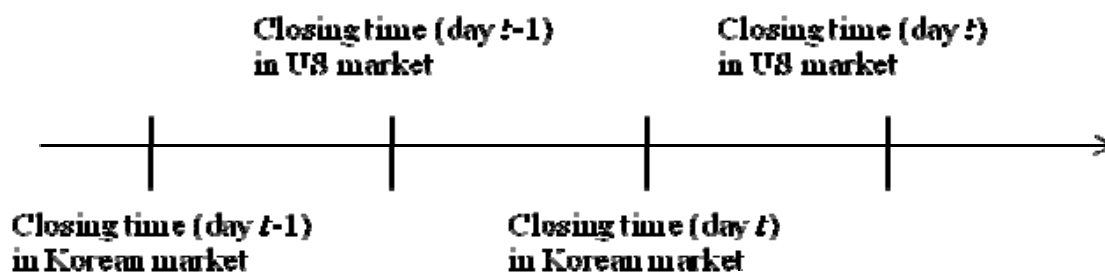 Closing time (day t-1)
in US market
Closing time (day t)
in US market
Closing time (day t-1)
in Korean market
Closing time (day t)
in Korean market